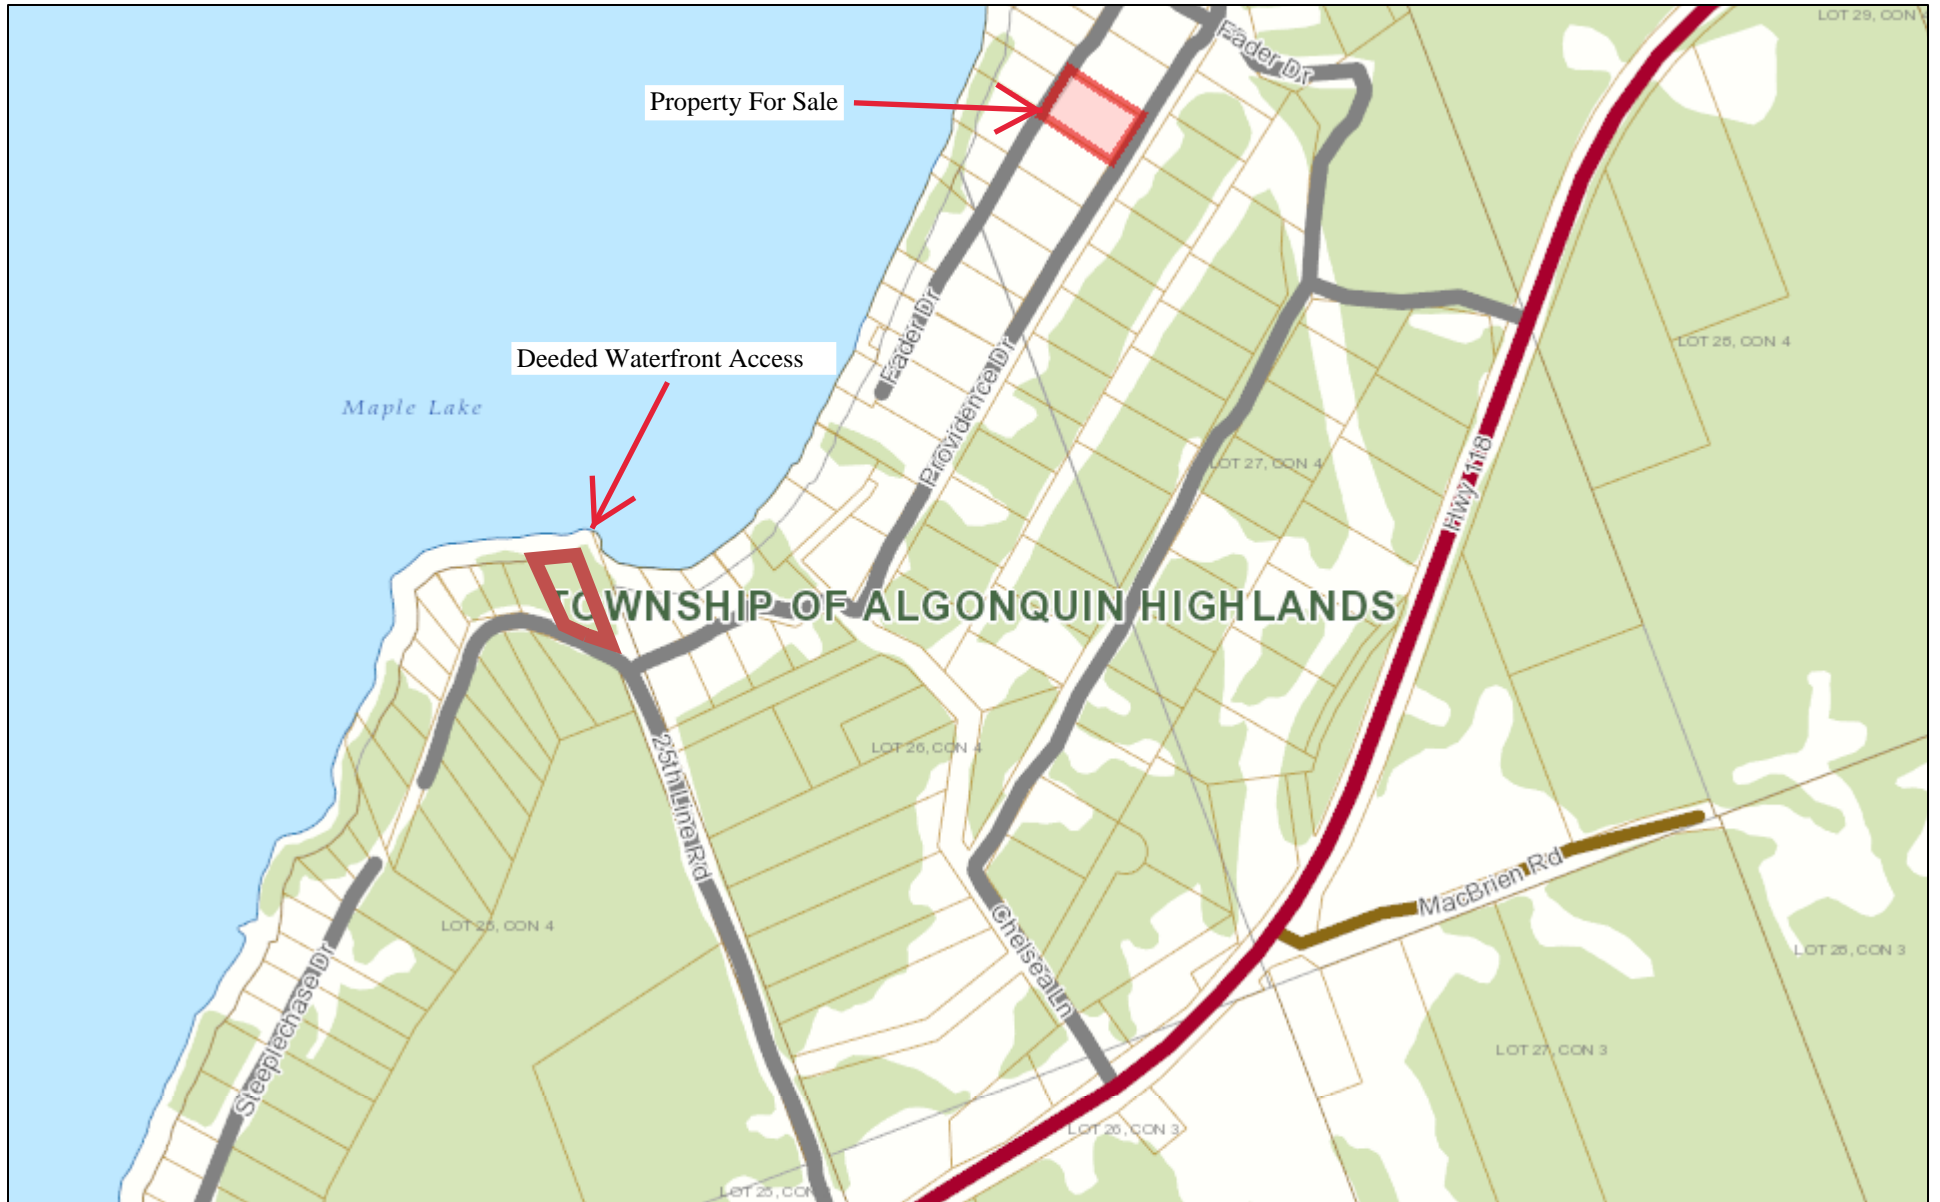 LOT 29, CON
Fader Dr
Property For Sale
Fader Dr
LOT 28, CON 4
Deeded Waterfront Access
Maple Lake
Providence Dr
LOT 27, CON 4
Hwy 118
TOWNSHIP OF ALGONQUIN HIGHLANDS
LOT 26, CON 4
25th Line Rd
MacBrien Rd
LOT 25, CON 4
Chelsea Ln
LOT 28, CON 3
Steeplechase Dr
LOT 27, CON 3
LOT 26, CON 3
LOT 25, CON